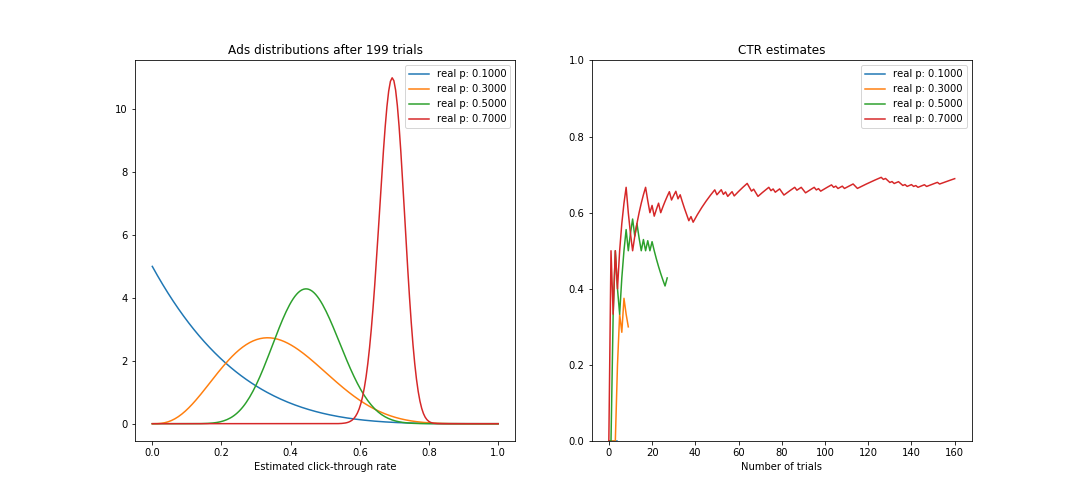 Ads distributions after 199 trials
real p: 0.1000
real p: 0.3000
real p: 0.5000
real p: 0.7000
10
8
6
4
2
0
0.0 0.2 0.4 0.6 0.8 1.0
Estimated click-through rate
CTR estimates
real p: 0.1000
real p: 0.3000
real p: 0.5000
real p: 0.7000
1.0
0.8
0.6
0.4
0.2
0.0
0 20 40 60 80 100 120 140 160
Number of trials